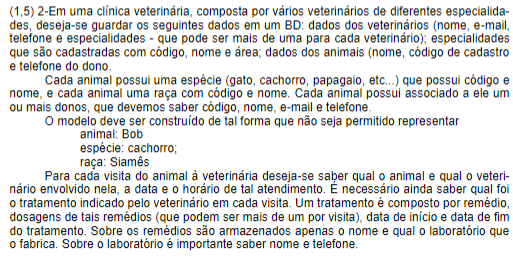 (1,5) 2-Em uma clínica veterinária, composta por vários veterinários de diferentes especialida-
des, deseja-se guardar os seguintes dados em um BD: dados dos veterinários (nome, e-mail,
telefone e especialidades - que pode ser mais de uma para cada veterinário); especialidades
que são cadastradas com código, nome e área; dados dos animais (nome, código de cadastro
e telefone do dono.
Cada animal possui uma espécie (gato, cachorro, papagaio, etc...) que possui código e
nome, e cada animal uma raça com código e nome. Cada animal possui associado a ele um
ou mais donos, que devemos saber código, nome, e-mail e telefone.
O modelo deve ser construído de tal forma que não seja permitido representar
animal: Bob
espécie: cachorro;
raça: Siamês
Para cada visita do animal à veterinária deseja-se saber qual o animal e qual o veteri-
nário envolvido nela, a data e o horário de tal atendimento. É necessário ainda saber qual foi
o tratamento indicado pelo veterinário em cada visita. Um tratamento é composto por remédio,
dosagens de tais remédios (que podem ser mais de um por visita), data de início e data de fim
do tratamento. Sobre os remédios são armazenados apenas o nome e qual o laboratório que
o fabrica. Sobre o laboratório é importante saber nome e telefone.